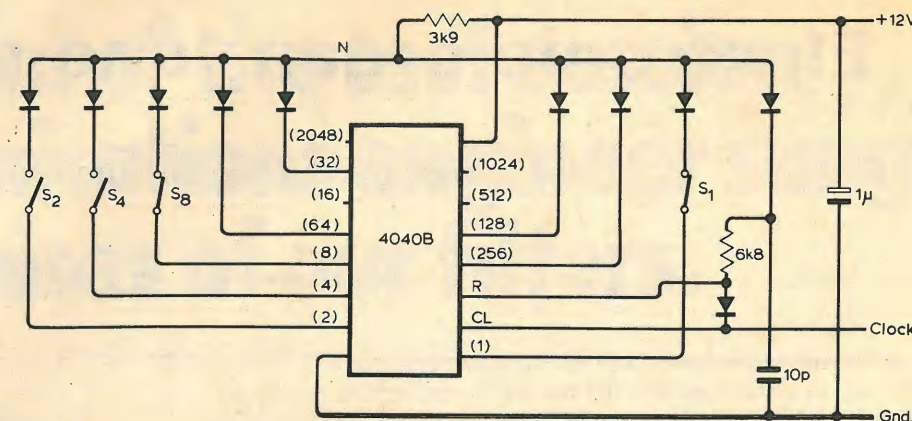 3k9
+12V
N
(2048)
(32)
(16)
(64)
(8)
(4)
(2)
4040B
(1024)
(512)
(128)
(256)
R
CL
(1)
S2
S4
S8
S1
6k8
1µ
10p
Clock
Gnd.